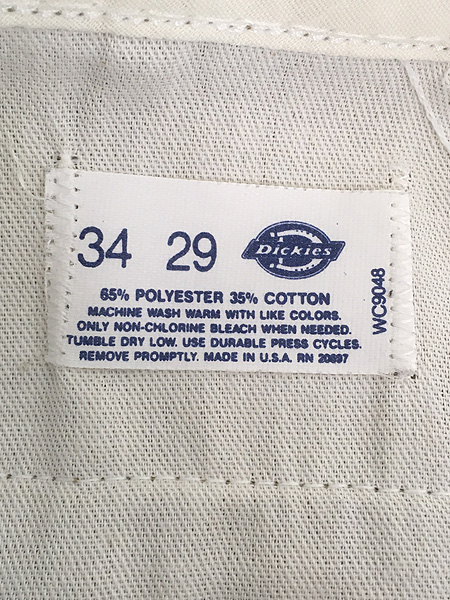 34 29
Dickies
65% POLYESTER 35% COTTON
MACHINE WASH WARM WITH LIKE COLORS.
ONLY NON-CHLORINE BLEACH WHEN NEEDED.
TUMBLE DRY LOW. USE DURABLE PRESS CYCLES.
REMOVE PROMPTLY. MADE IN U.S.A. RN 20697
WC9048